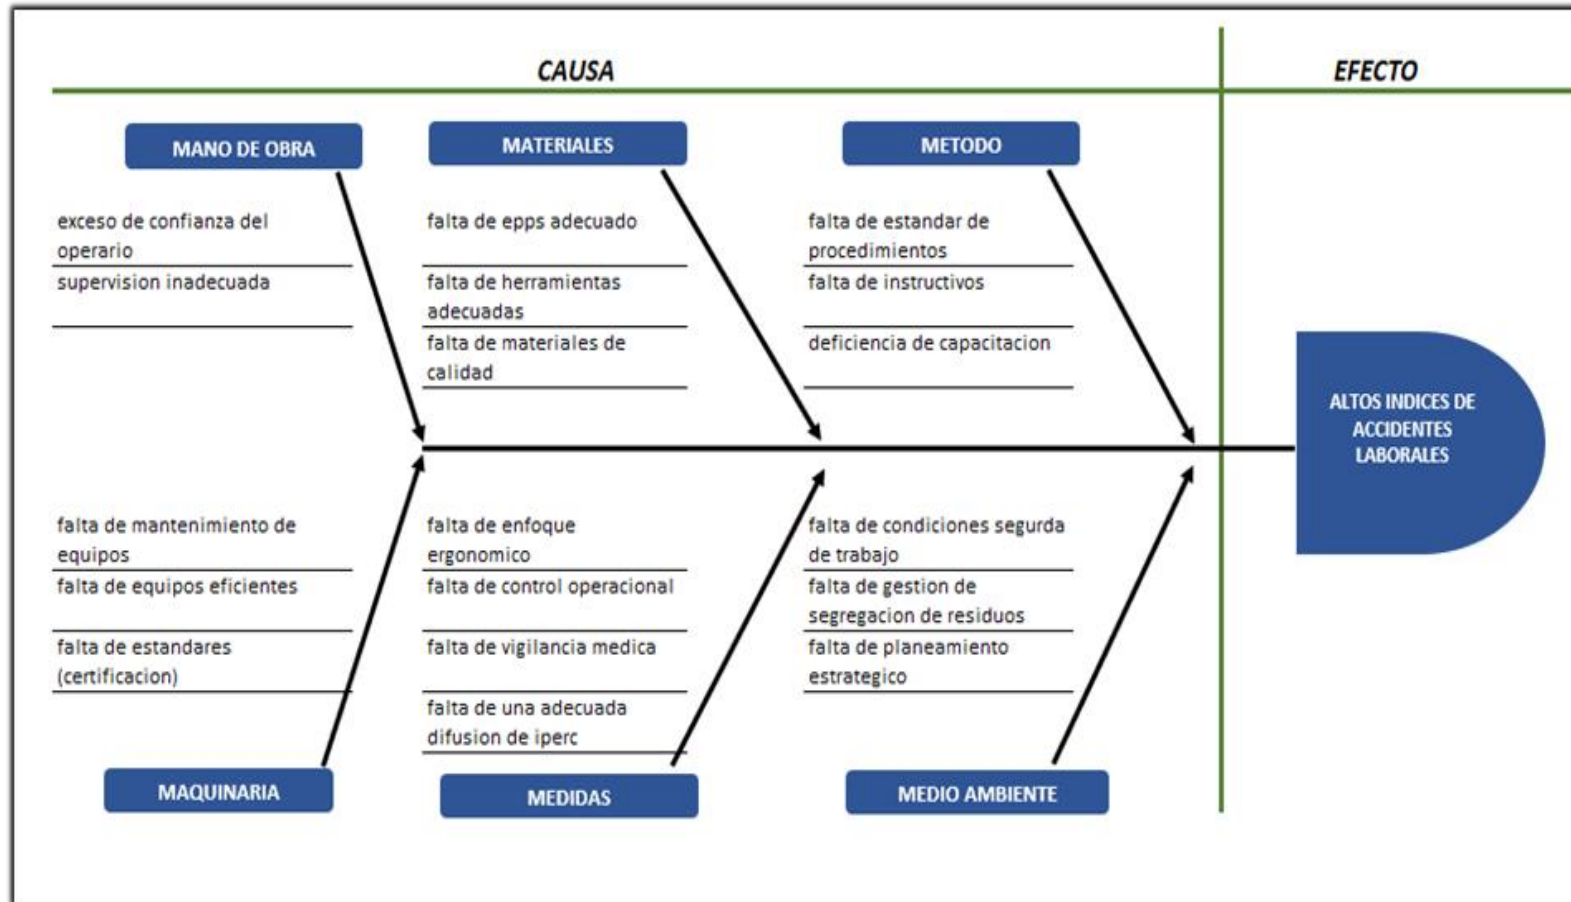 CAUSA
EFECTO
MANO DE OBRA
MATERIALES
METODO
exceso de confianza del
operario
supervision inadecuada
falta de epps adecuado
falta de herramientas
adecuadas
falta de materiales de
calidad
falta de estandar de
procedimientos
falta de instructivos
deficiencia de capacitacion
ALTOS INDICES DE
ACCIDENTES
LABORALES
falta de mantenimiento de
equipos
falta de equipos eficientes
falta de estandares
(certificacion)
falta de enfoque
ergonomico
falta de control operacional
falta de vigilancia medica
falta de una adecuada
difusion de iperc
falta de condiciones segurda
de trabajo
falta de gestion de
segregacion de residuos
falta de planeamiento
estrategico
MAQUINARIA
MEDIDAS
MEDIO AMBIENTE